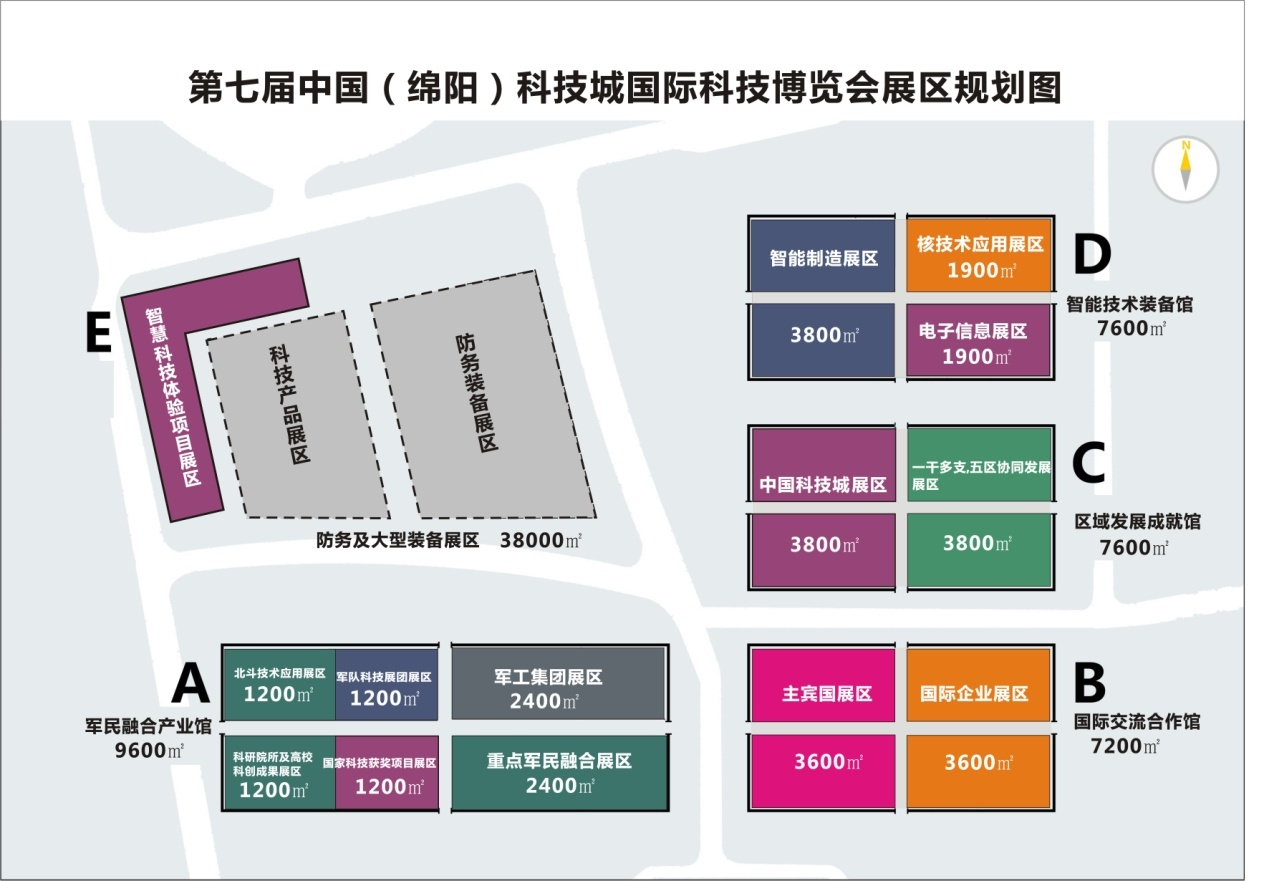 第七届中国（绵阳）科技城国际科技博览会展区规划图
N
E
智慧科技体验项目展区
科技产品展区
防务装备展区
防务及大型装备展区 38000㎡
智能制造展区
3800㎡
核技术应用展区
1900㎡
电子信息展区
1900㎡
D
智能技术装备馆
7600㎡
中国科技城展区
3800㎡
一干多支,五区协同发展
展区
3800㎡
C
区域发展成就馆
7600㎡
A
军民融合产业馆
9600㎡
北斗技术应用展区
1200㎡
军队科技展团展区
1200㎡
军工集团展区
2400㎡
科研院所及高校
科创成果展区
1200㎡
国家科技获奖项目展区
1200㎡
重点军民融合展区
2400㎡
主宾国展区
3600㎡
国际企业展区
3600㎡
B
国际交流合作馆
7200㎡